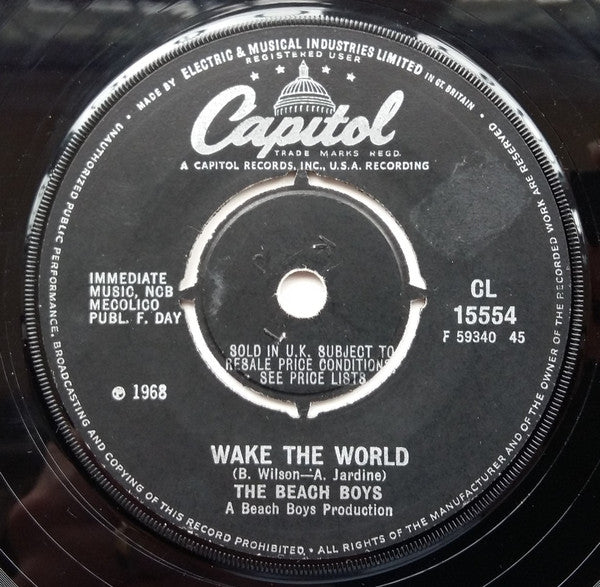 MADE BY ELECTRIC & MUSICAL INDUSTRIES LIMITED IN GT. BRITAIN •
REGISTERED USER
Capitol
TRADE MARKS REGD.
A CAPITOL RECORDS, INC., U.S.A. RECORDING
IMMEDIATE
MUSIC, NCB
MECOLICO
PUBL. F. DAY
℗ 1968
CL
15554
F 59340 45
SOLD IN U.K. SUBJECT TO
RESALE PRICE CONDITIONS
SEE PRICE LISTS
WAKE THE WORLD
(B. Wilson—A. Jardine)
THE BEACH BOYS
A Beach Boys Production
ALL RIGHTS OF THE MANUFACTURER AND OF THE OWNER OF THE RECORDED WORK ARE RESERVED • UNAUTHORIZED PUBLIC PERFORMANCE, BROADCASTING AND COPYING OF THIS RECORD PROHIBITED. •